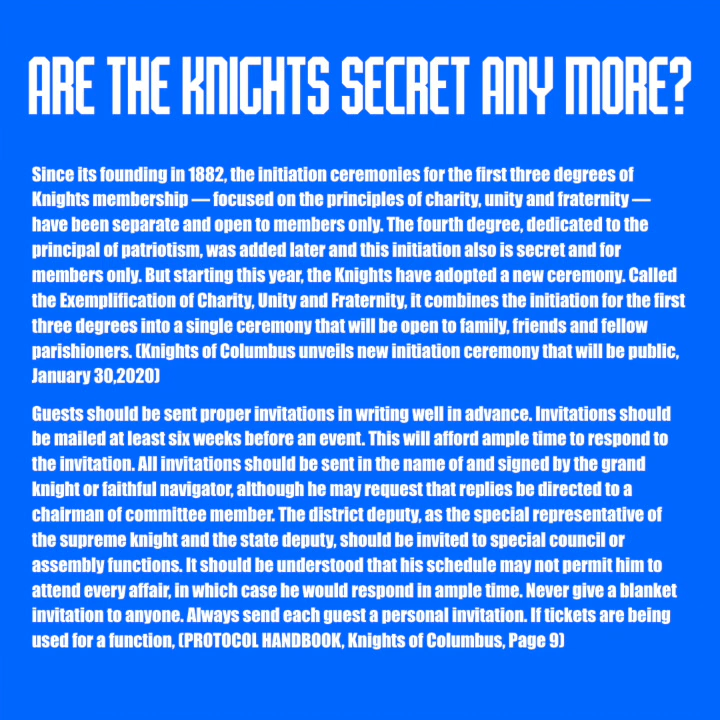 ARE THE KNIGHTS SECRET ANY MORE?
Since its founding in 1882, the initiation ceremonies for the first three degrees of
Knights membership — focused on the principles of charity, unity and fraternity —
have been separate and open to members only. The fourth degree, dedicated to the
principal of patriotism, was added later and this initiation also is secret and for
members only. But starting this year, the Knights have adopted a new ceremony. Called
the Exemplification of Charity, Unity and Fraternity, it combines the initiation for the first
three degrees into a single ceremony that will be open to family, friends and fellow
parishioners. (Knights of Columbus unveils new initiation ceremony that will be public,
January 30,2020)
Guests should be sent proper invitations in writing well in advance. Invitations should
be mailed at least six weeks before an event. This will afford ample time to respond to
the invitation. All invitations should be sent in the name of and signed by the grand
knight or faithful navigator, although he may request that replies be directed to a
chairman of committee member. The district deputy, as the special representative of
the supreme knight and the state deputy, should be invited to special council or
assembly functions. It should be understood that his schedule may not permit him to
attend every affair, in which case he would respond in ample time. Never give a blanket
invitation to anyone. Always send each guest a personal invitation. If tickets are being
used for a function, (PROTOCOL HANDBOOK, Knights of Columbus, Page 9)